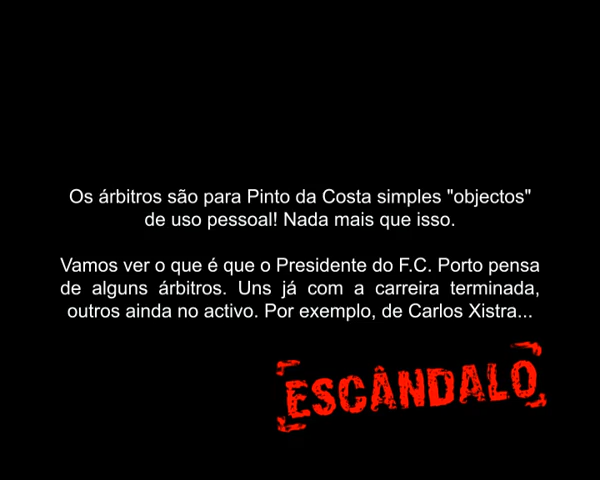 Os árbitros são para Pinto da Costa simples "objectos"
de uso pessoal! Nada mais que isso.
Vamos ver o que é que o Presidente do F.C. Porto pensa
de alguns árbitros. Uns já com a carreira terminada,
outros ainda no activo. Por exemplo, de Carlos Xistra...
ESCÂNDALO